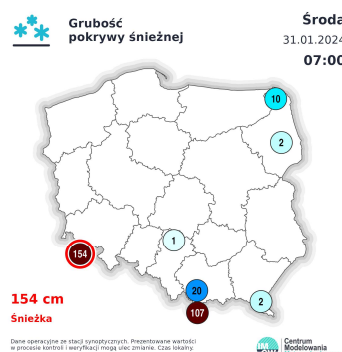 Grubość
pokrywy śnieżnej
Środa
31.01.2024
07:00
10
2
1
154
20
107
2
154 cm
Śnieżka
Dane operacyjne ze stacji synoptycznych. Prezentowane wartości
w procesie kontroli i weryfikacji mogą ulec zmianie. Czas lokalny.
Centrum
Modelowania